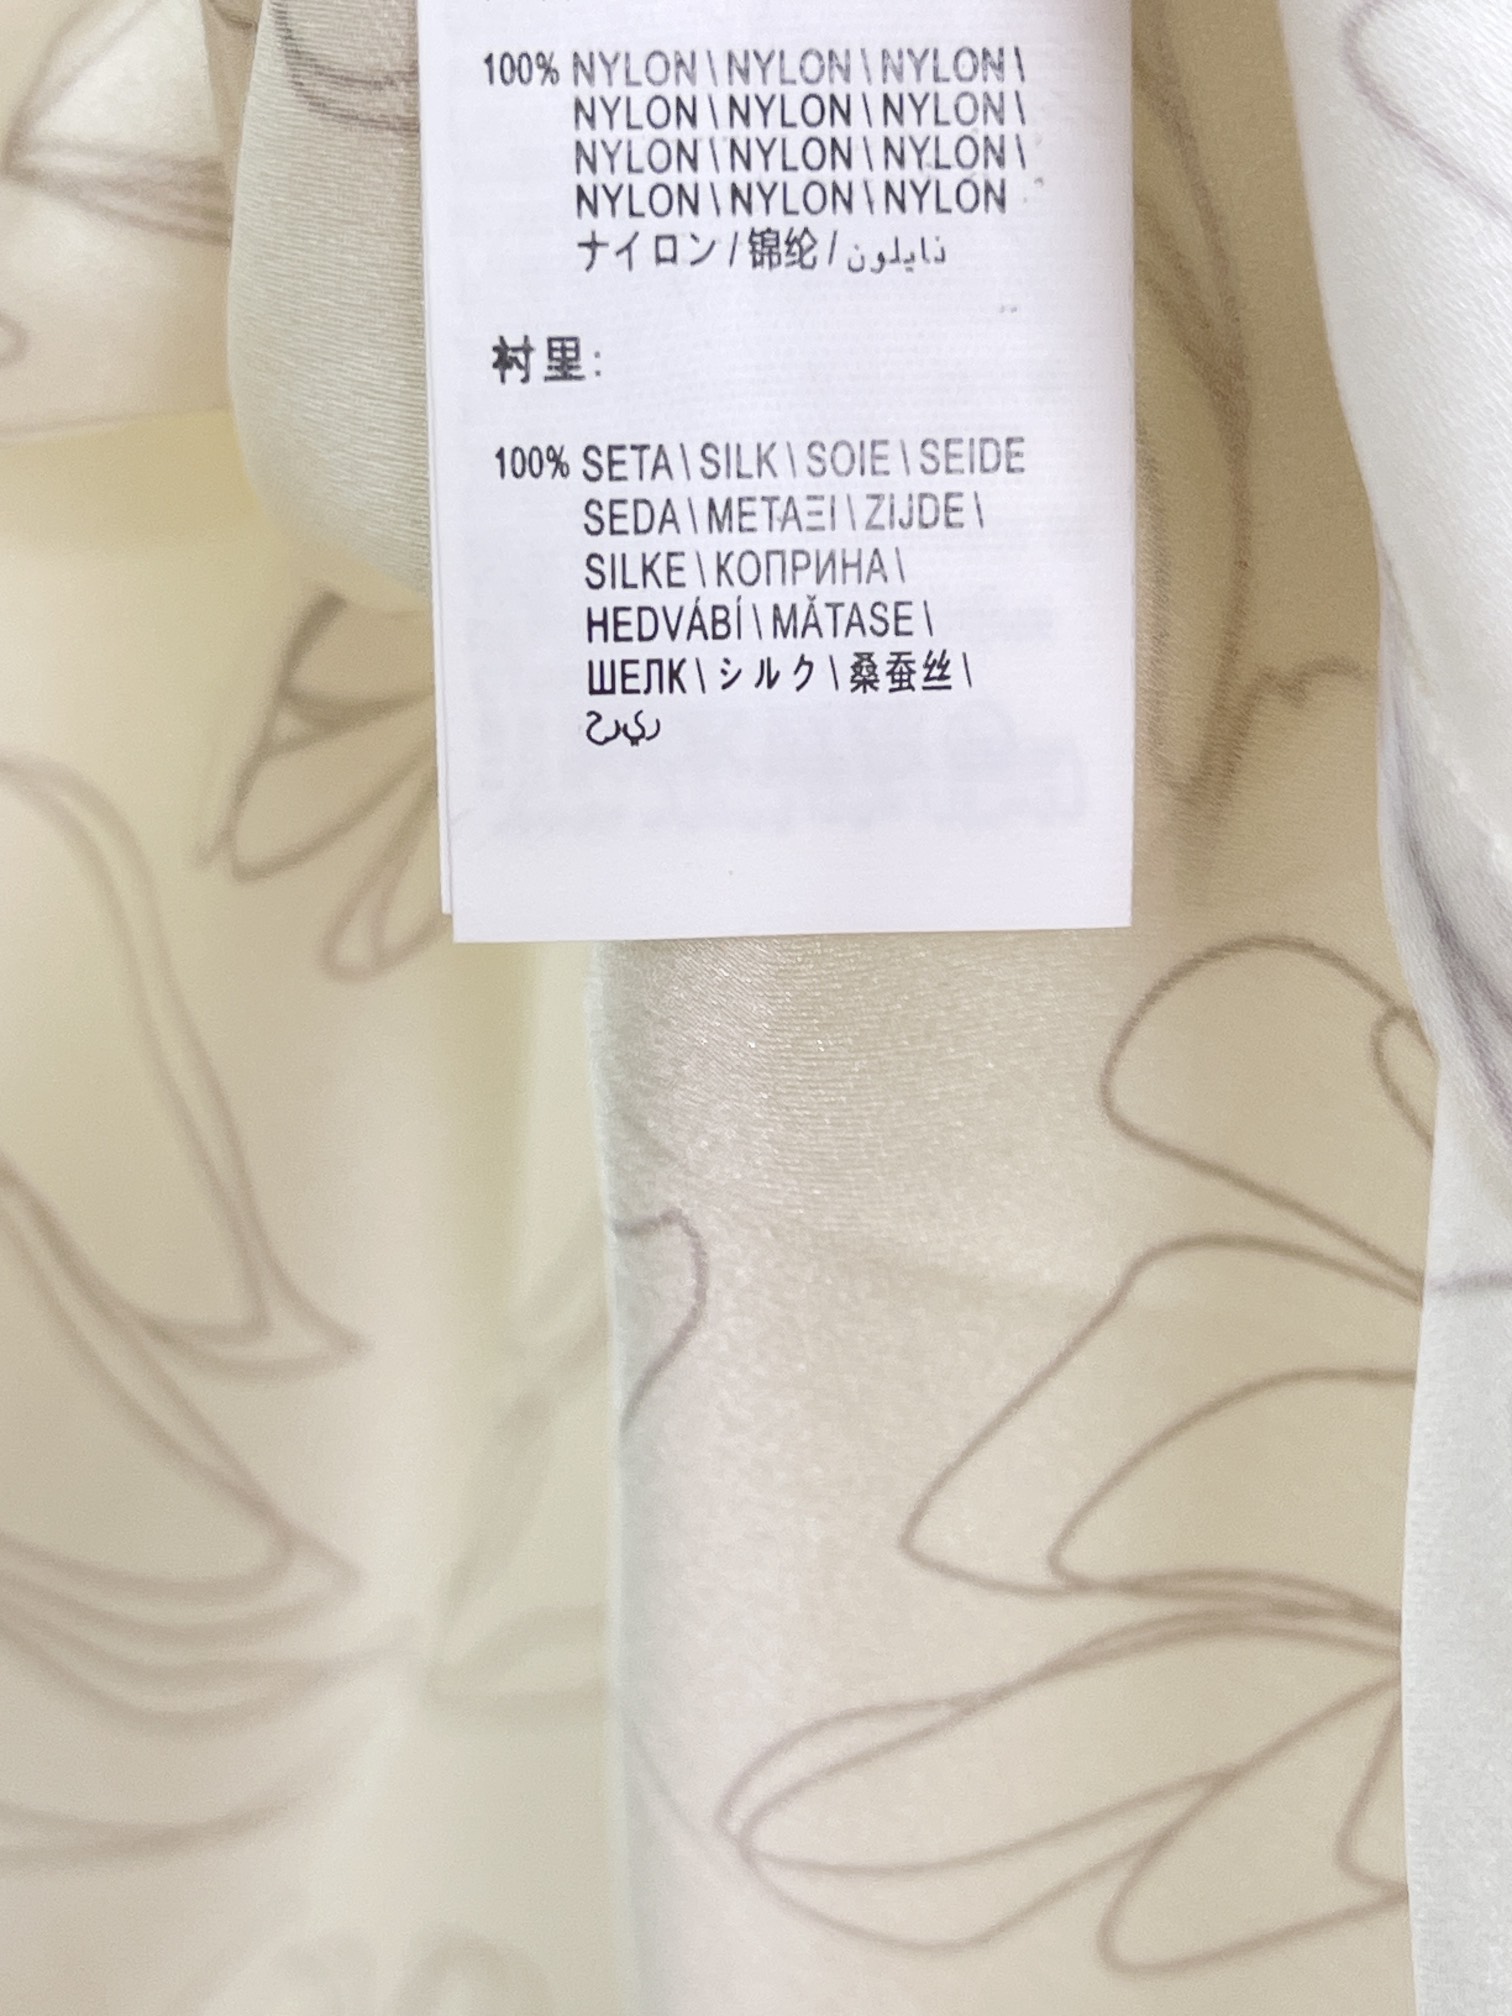 100% NYLON \ NYLON \ NYLON \
NYLON \ NYLON \ NYLON \
NYLON \ NYLON \ NYLON \
NYLON \ NYLON \ NYLON
ナイロン / 锦纶 / نايلون
衬里:
100% SETA \ SILK \ SOIE \ SEIDE
SEDA \ ΜΕΤΑΞΙ \ ZIJDE \
SILKE \ КОПРИНА \
HEDVÁBÍ \ MĂTASE \
ШЕЛК \ シルク \ 桑蚕丝 \
حرير